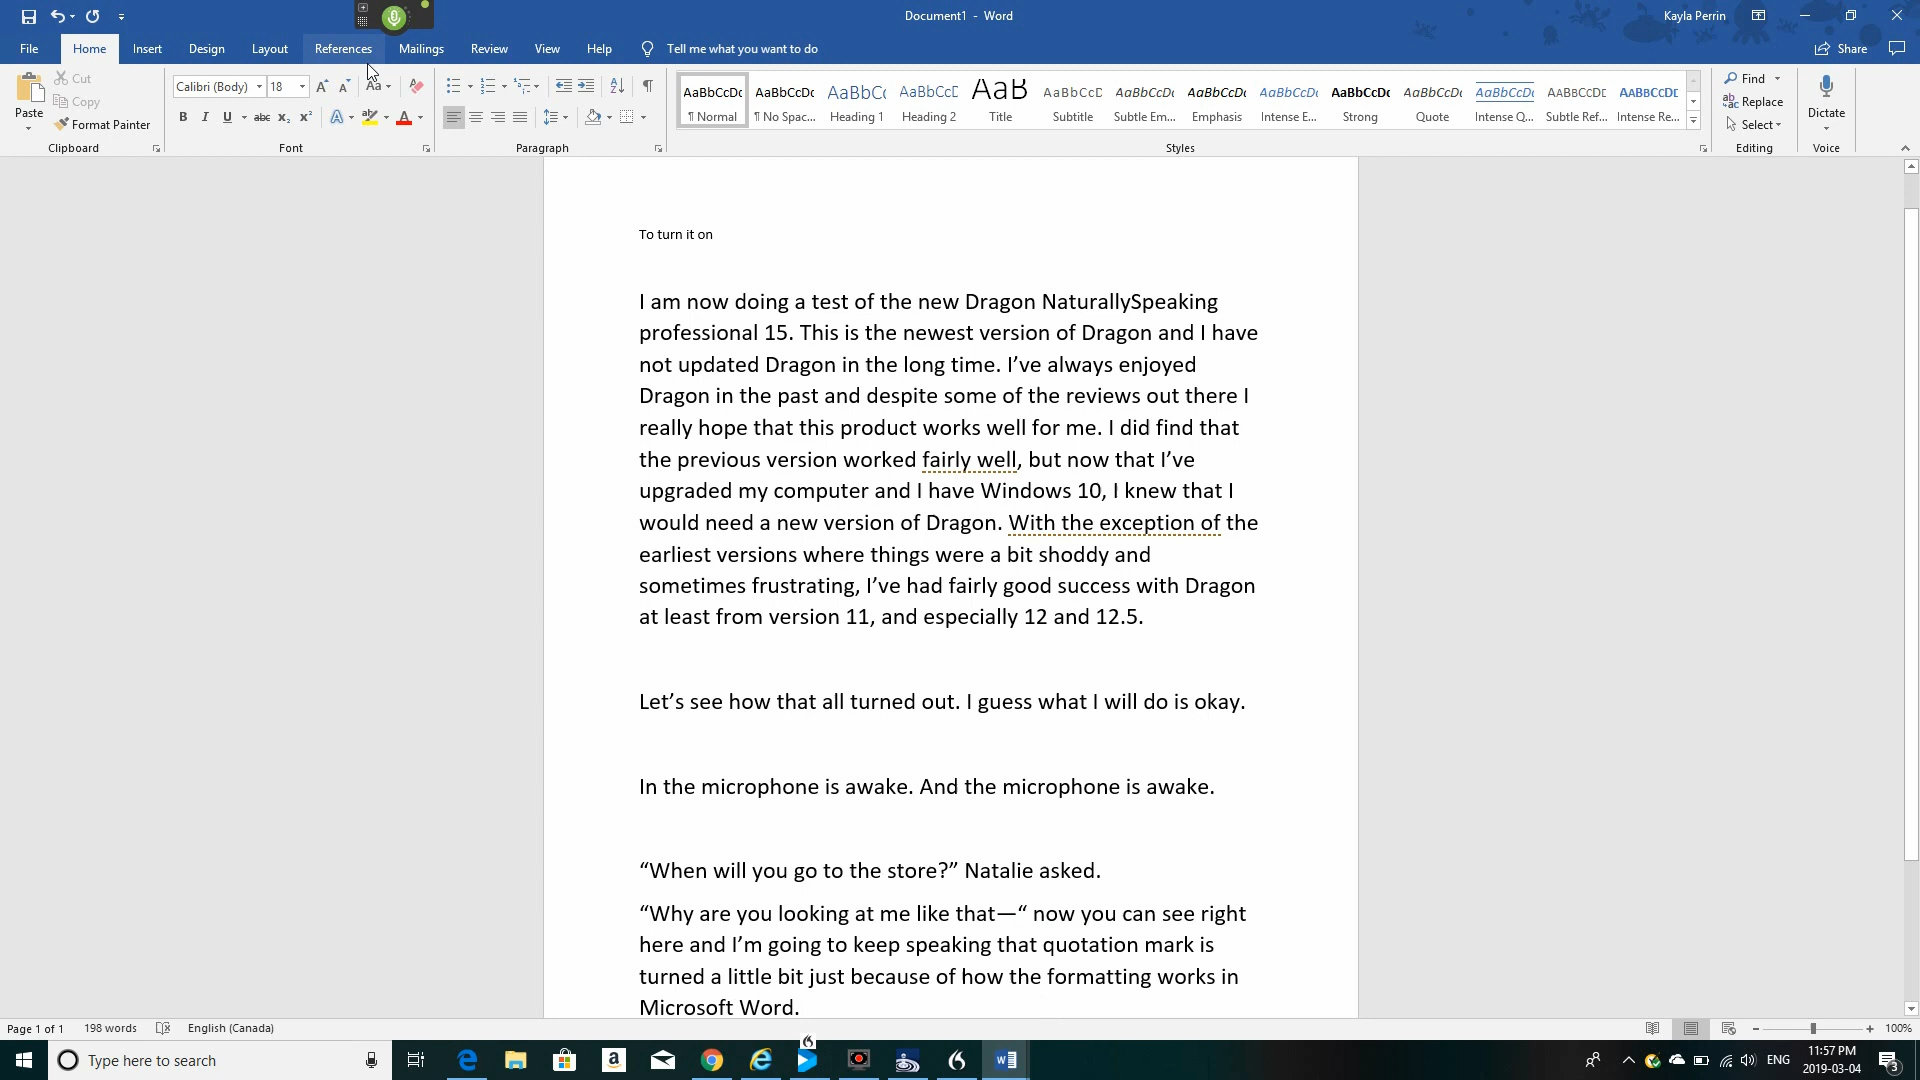 Document1 - Word
Kayla Perrin
File Home Insert Design Layout References Mailings Review View Help Tell me what you want to do Share
Paste Cut Copy Format Painter Clipboard
Calibri (Body) 18 Font
Paragraph
AaBbCcDc AaBbCcDc AaBbCc AaBbCcC AaB AaBbCcD AaBbCcDc AaBbCcDc AaBbCcDc AaBbCcDc AaBbCcDc AaBbCcDc AABBCCDC AABBCCDC
¶ Normal ¶ No Spac... Heading 1 Heading 2 Title Subtitle Subtle Em... Emphasis Intense E... Strong Quote Intense Q... Subtle Ref... Intense Re...
Styles
Find
Replace
Select
Editing
Dictate
Voice
To turn it on
I am now doing a test of the new Dragon NaturallySpeaking
professional 15. This is the newest version of Dragon and I have
not updated Dragon in the long time. I’ve always enjoyed
Dragon in the past and despite some of the reviews out there I
really hope that this product works well for me. I did find that
the previous version worked fairly well, but now that I’ve
upgraded my computer and I have Windows 10, I knew that I
would need a new version of Dragon. With the exception of the
earliest versions where things were a bit shoddy and
sometimes frustrating, I’ve had fairly good success with Dragon
at least from version 11, and especially 12 and 12.5.
Let’s see how that all turned out. I guess what I will do is okay.
In the microphone is awake. And the microphone is awake.
“When will you go to the store?” Natalie asked.
“Why are you looking at me like that—“ now you can see right
here and I’m going to keep speaking that quotation mark is
turned a little bit just because of how the formatting works in
Microsoft Word.
Page 1 of 1 198 words English (Canada) 100%
Type here to search
ENG
11:57 PM
2019-03-04
3